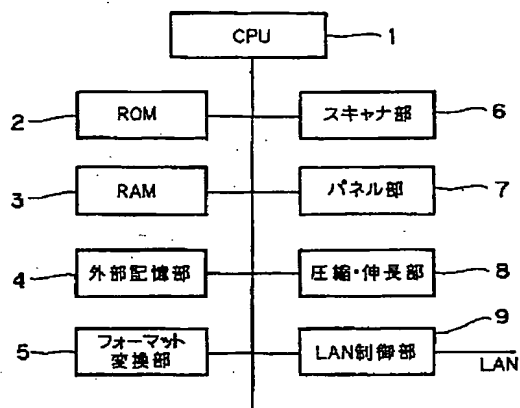 CPU
1
2
ROM
スキャナ部
6
3
RAM
パネル部
7
4
外部記憶部
圧縮・伸長部
8
5
フォーマット
変換部
LAN制御部
9
LAN